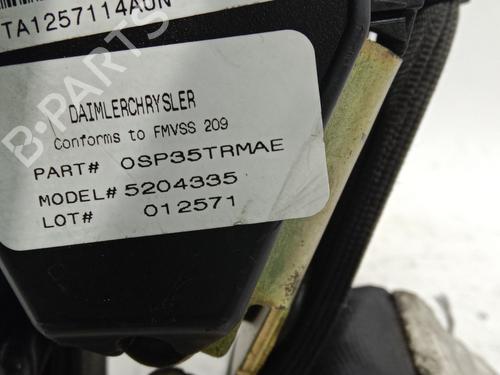 TA1257114AUN
DAIMLERCHRYSLER
Conforms to FMVSS 209
PART# 0SP35TRMAE
MODEL# 5204335
LOT# 012571
B-PARTS